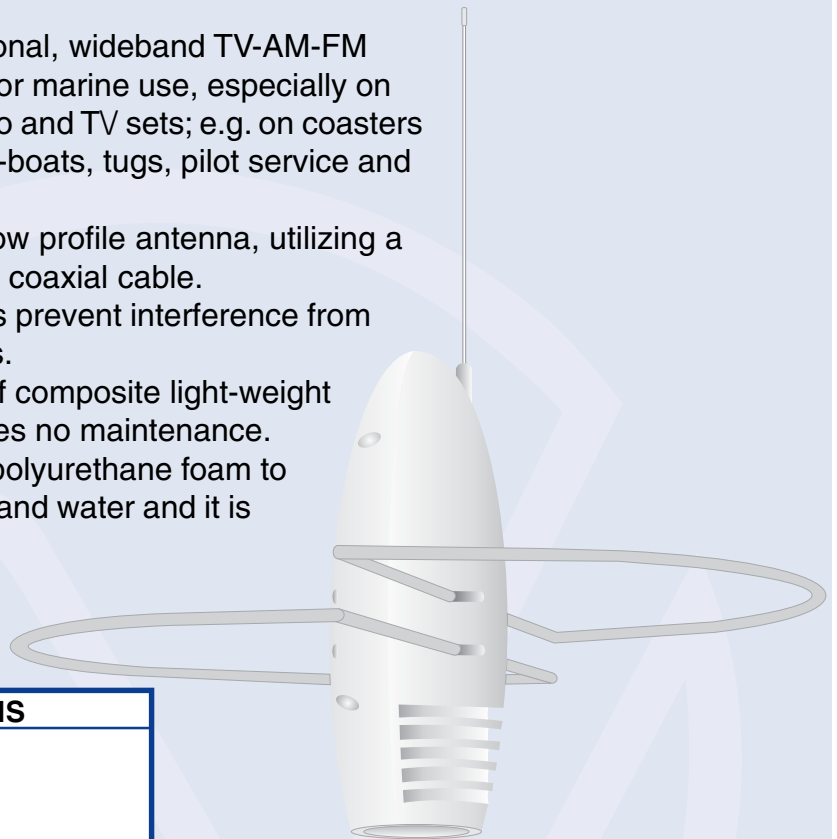 onal, wideband TV-AM-FM
or marine use, especially on
o and TV sets; e.g. on coasters
-boats, tugs, pilot service and
ow profile antenna, utilizing a
coaxial cable.
s prevent interference from
s.
f composite light-weight
es no maintenance.
polyurethane foam to
and water and it is
NS